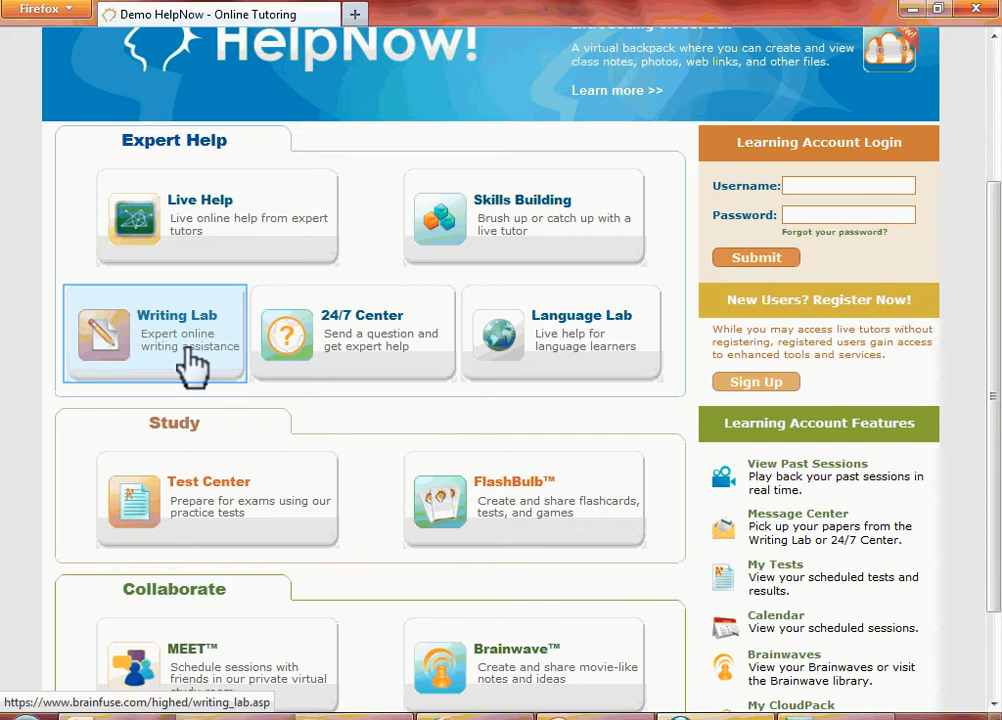 Firefox
Demo HelpNow - Online Tutoring
HelpNow!
A virtual backpack where you can create and view
class notes, photos, web links, and other files.
Learn more >>
Expert Help
Live Help
Live online help from expert
tutors
Skills Building
Brush up or catch up with a
live tutor
Writing Lab
Expert online
writing assistance
24/7 Center
Send a question and
get expert help
Language Lab
Live help for
language learners
Study
Test Center
Prepare for exams using our
practice tests
FlashBulb™
Create and share flashcards,
tests, and games
Collaborate
MEET™
Schedule sessions with
friends in our private virtual
Brainwave™
Create and share movie-like
notes and ideas
Learning Account Login
Username:
Password:
Forgot your password?
Submit
New Users? Register Now!
While you may access live tutors without
registering, registered users gain access
to enhanced tools and services.
Sign Up
Learning Account Features
View Past Sessions
Play back your past sessions in
real time.
Message Center
Pick up your papers from the
Writing Lab or 24/7 Center.
My Tests
View your scheduled tests and
results.
Calendar
View your scheduled sessions.
Brainwaves
View your Brainwaves or visit
the Brainwave library.
My CloudPack
https://www.brainfuse.com/highed/writing_lab.asp